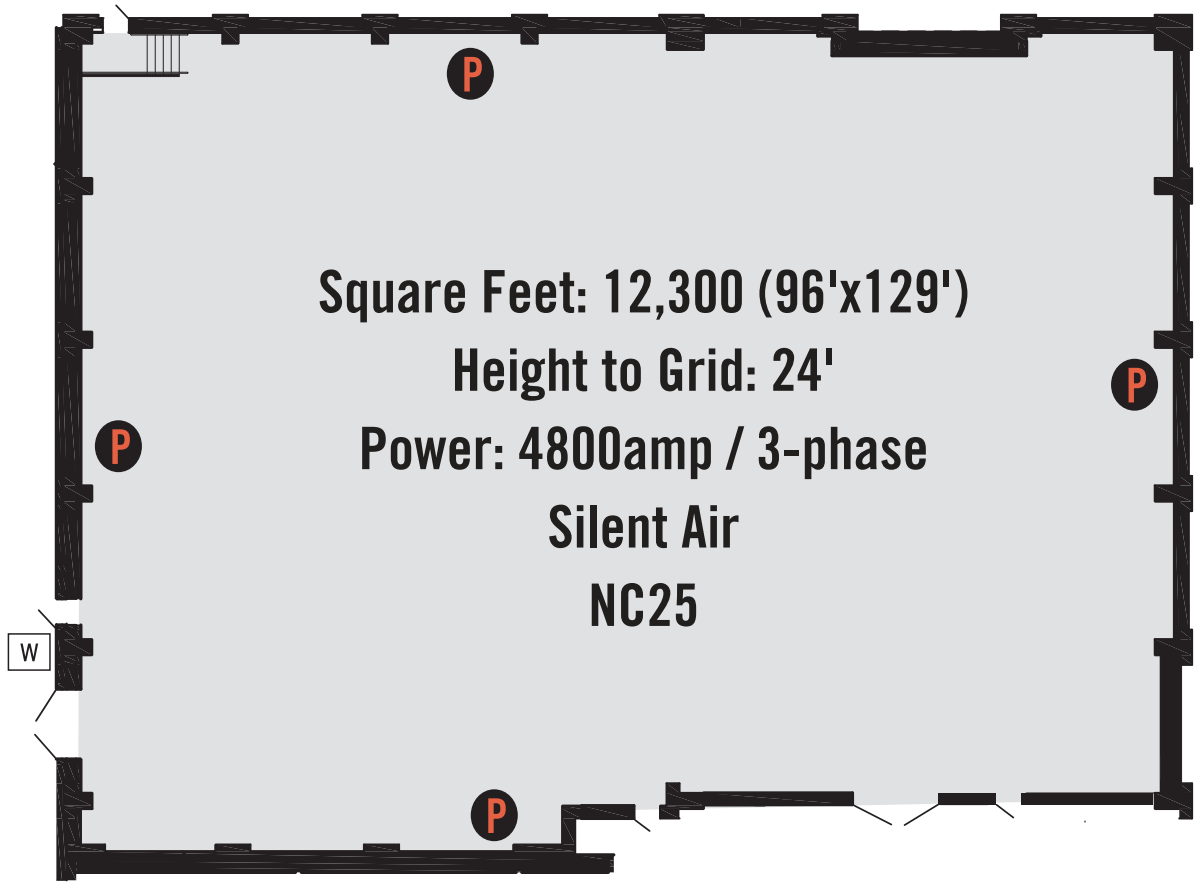 P
Square Feet: 12,300 (96'x129')
Height to Grid: 24'
P
Power: 4800amp / 3-phase
P
Silent Air
NC25
W
P